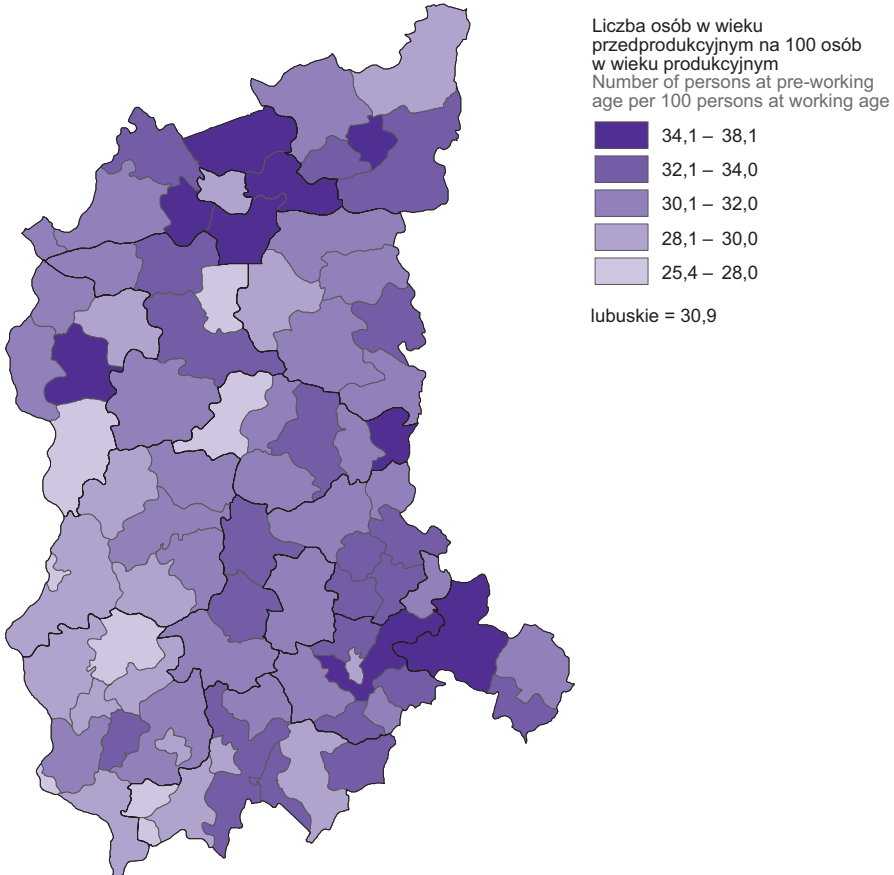 Liczba osób w wieku
przedprodukcyjnym na 100 osób
w wieku produkcyjnym
Number of persons at pre-working
age per 100 persons at working age
34,1 – 38,1
32,1 – 34,0
30,1 – 32,0
28,1 – 30,0
25,4 – 28,0
lubuskie = 30,9